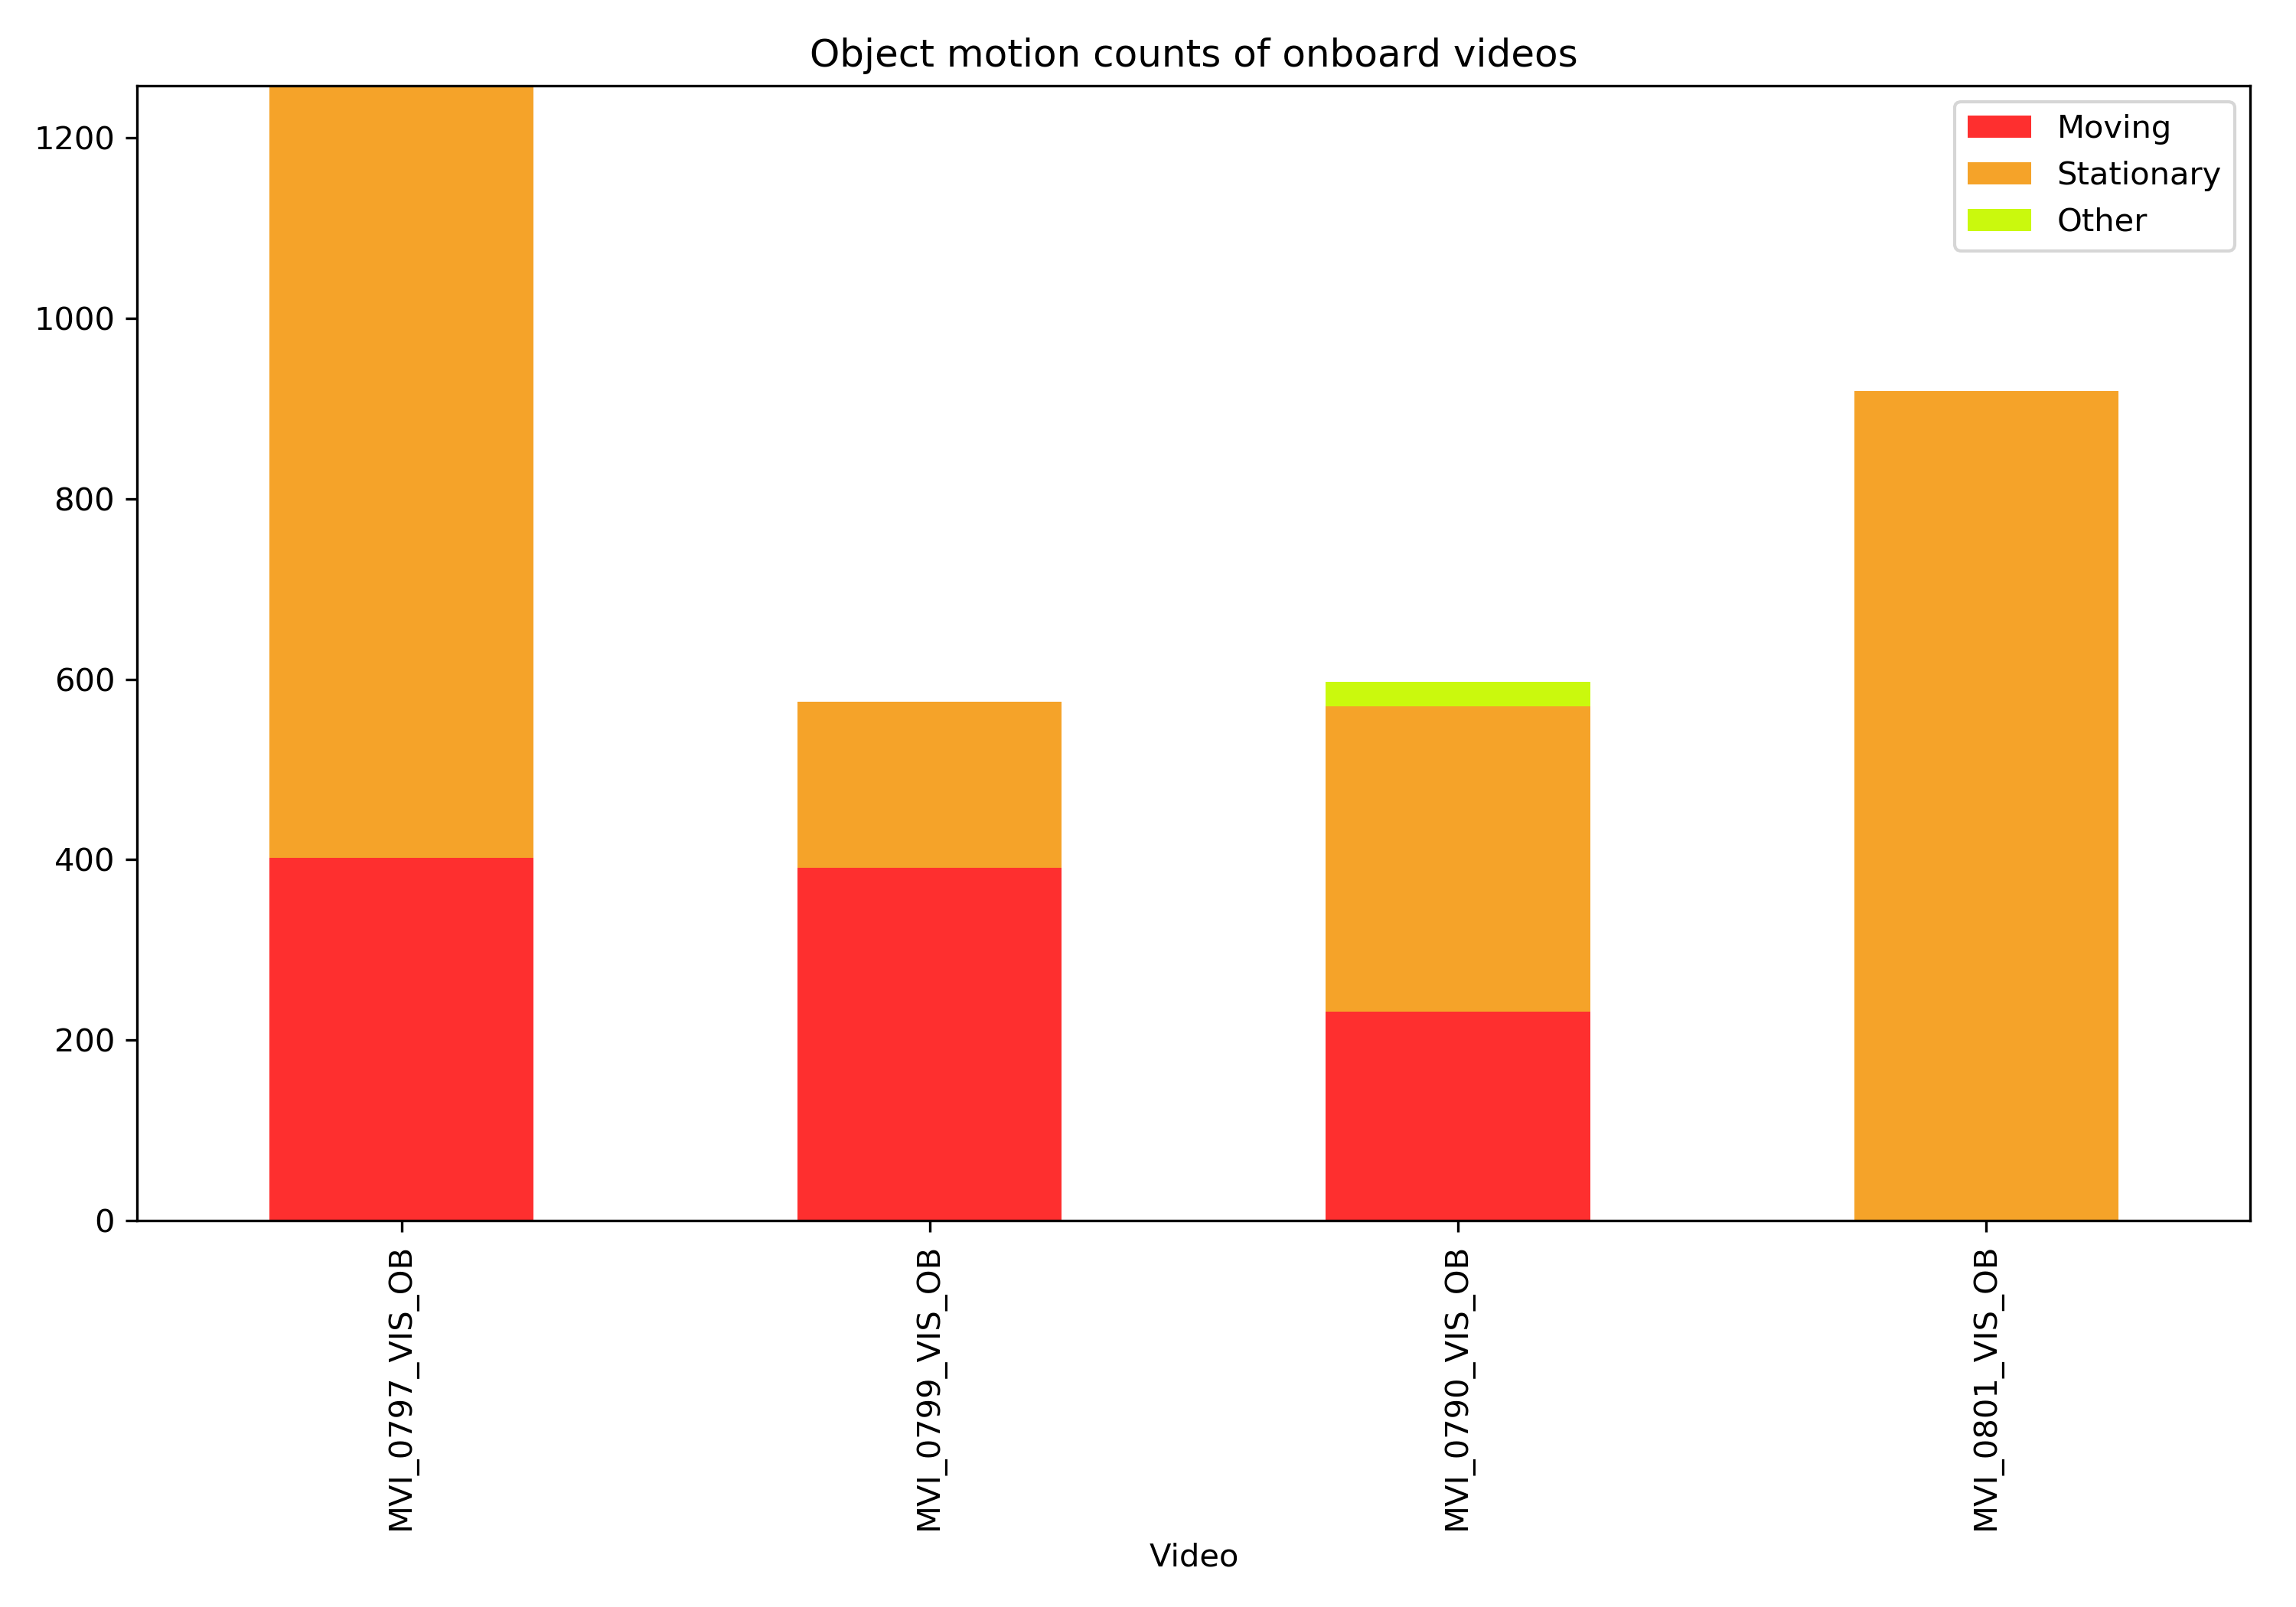 Object motion counts of onboard videos
1200
1000
800
600
400
200
0
Moving
Stationary
Other
MVI_0797_VIS_OB
MVI_0799_VIS_OB
MVI_0790_VIS_OB
MVI_0801_VIS_OB
Video